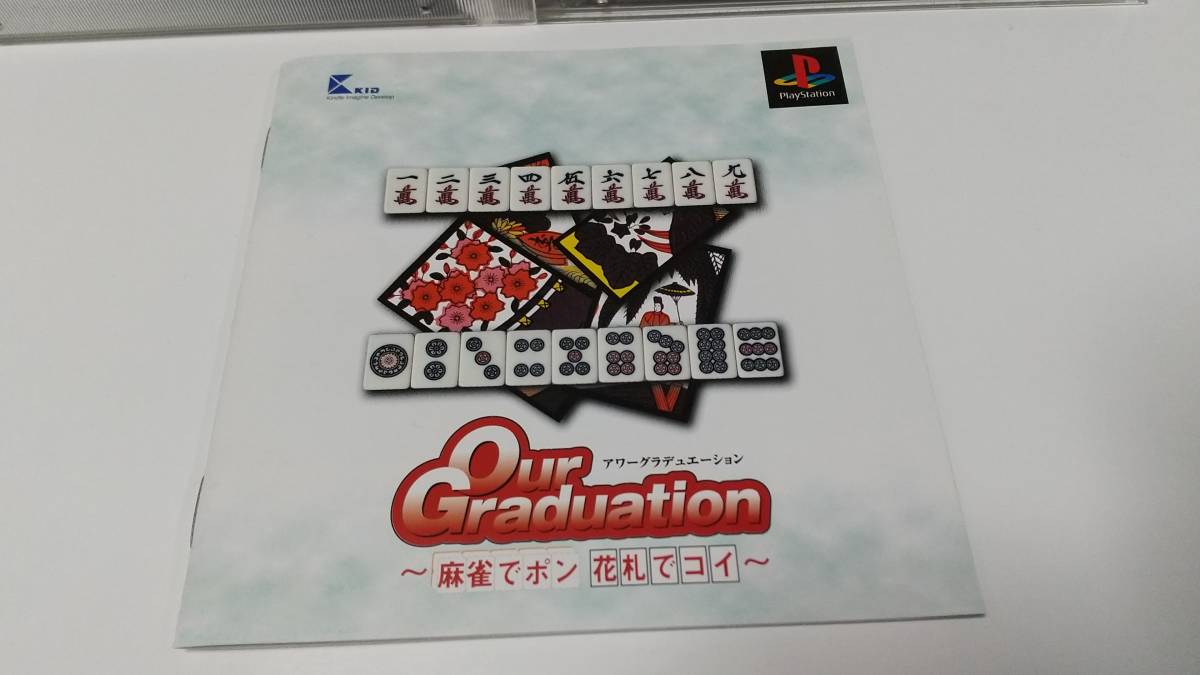 KID
Kindle Imagine Develop
PlayStation
一 二 三 四 伍 六 七 八 九
萬 萬 萬 萬 萬 萬 萬 萬 萬
アワーグラデュエーション
Our
Graduation
～麻雀でポン 花札でコイ～